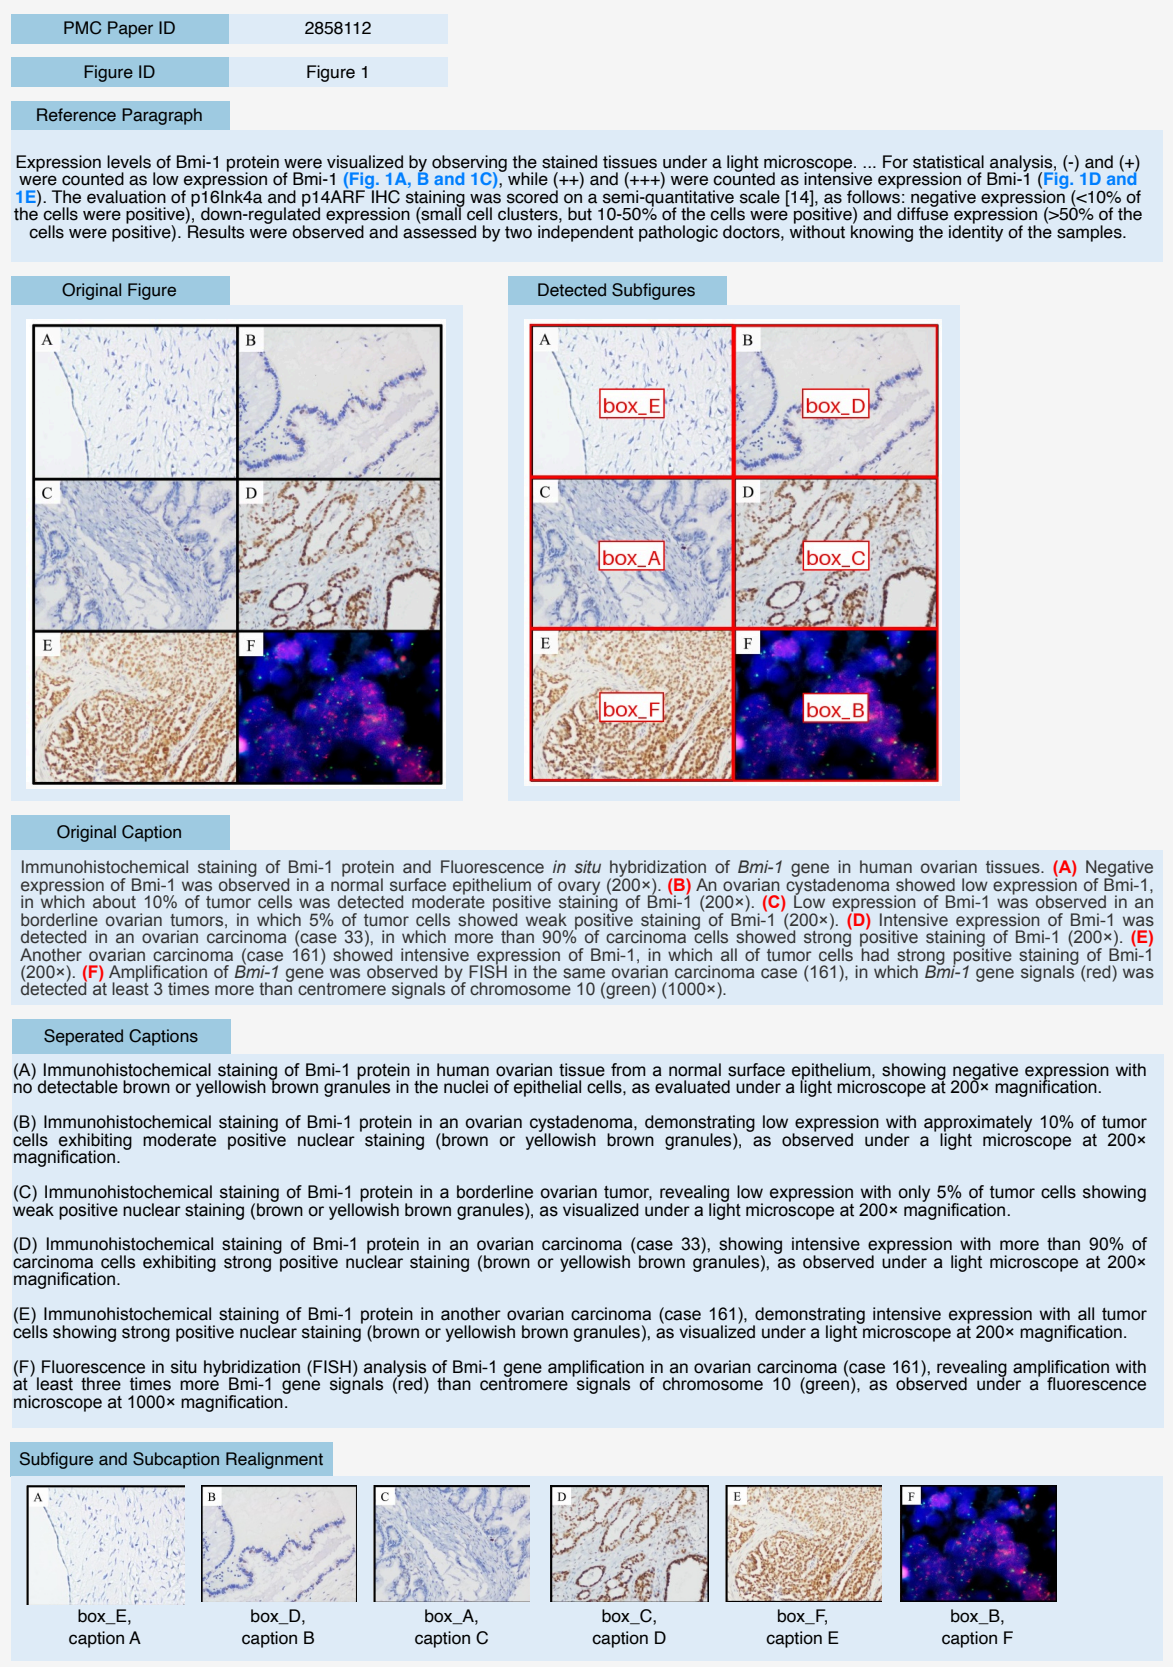 PMC Paper ID
2858112
Figure ID
Figure 1
Reference Paragraph
Expression levels of Bmi-1 protein were visualized by observing the stained tissues under a light microscope. ... For statistical analysis, (-) and (+)
were counted as low expression of Bmi-1 (Fig. 1A, B and 1C), while (++) and (+++) were counted as intensive expression of Bmi-1 (Fig. 1D and
1E). The evaluation of p16Ink4a and p14ARF IHC staining was scored on a semi-quantitative scale [14], as follows: negative expression (<10% of
the cells were positive), down-regulated expression (small cell clusters, but 10-50% of the cells were positive) and diffuse expression (>50% of the
cells were positive). Results were observed and assessed by two independent pathologic doctors, without knowing the identity of the samples.
Original Figure
A
B
C
D
E
F
Detected Subfigures
A
B
box_E
box_D
C
D
box_A
box_C
E
F
box_F
box_B
Original Caption
Immunohistochemical staining of Bmi-1 protein and Fluorescence in situ hybridization of Bmi-1 gene in human ovarian tissues. (A) Negative
expression of Bmi-1 was observed in a normal surface epithelium of ovary (200×). (B) An ovarian cystadenoma showed low expression of Bmi-1,
in which about 10% of tumor cells was detected moderate positive staining of Bmi-1 (200×). (C) Low expression of Bmi-1 was observed in an
borderline ovarian tumors, in which 5% of tumor cells showed weak positive staining of Bmi-1 (200×). (D) Intensive expression of Bmi-1 was
detected in an ovarian carcinoma (case 33), in which more than 90% of carcinoma cells showed strong positive staining of Bmi-1 (200×). (E)
Another ovarian carcinoma (case 161) showed intensive expression of Bmi-1, in which all of tumor cells had strong positive staining of Bmi-1
(200×). (F) Amplification of Bmi-1 gene was observed by FISH in the same ovarian carcinoma case (161), in which Bmi-1 gene signals (red) was
detected at least 3 times more than centromere signals of chromosome 10 (green) (1000×).
Seperated Captions
(A) Immunohistochemical staining of Bmi-1 protein in human ovarian tissue from a normal surface epithelium, showing negative expression with
no detectable brown or yellowish brown granules in the nuclei of epithelial cells, as evaluated under a light microscope at 200× magnification.
(B) Immunohistochemical staining of Bmi-1 protein in an ovarian cystadenoma, demonstrating low expression with approximately 10% of tumor
cells exhibiting moderate positive nuclear staining (brown or yellowish brown granules), as observed under a light microscope at 200×
magnification.
(C) Immunohistochemical staining of Bmi-1 protein in a borderline ovarian tumor, revealing low expression with only 5% of tumor cells showing
weak positive nuclear staining (brown or yellowish brown granules), as visualized under a light microscope at 200× magnification.
(D) Immunohistochemical staining of Bmi-1 protein in an ovarian carcinoma (case 33), showing intensive expression with more than 90% of
carcinoma cells exhibiting strong positive nuclear staining (brown or yellowish brown granules), as observed under a light microscope at 200×
magnification.
(E) Immunohistochemical staining of Bmi-1 protein in another ovarian carcinoma (case 161), demonstrating intensive expression with all tumor
cells showing strong positive nuclear staining (brown or yellowish brown granules), as visualized under a light microscope at 200× magnification.
(F) Fluorescence in situ hybridization (FISH) analysis of Bmi-1 gene amplification in an ovarian carcinoma (case 161), revealing amplification with
at least three times more Bmi-1 gene signals (red) than centromere signals of chromosome 10 (green), as observed under a fluorescence
microscope at 1000× magnification.
Subfigure and Subcaption Realignment
A
B
C
D
E
F
box_E,
caption A
box_D,
caption B
box_A,
caption C
box_C,
caption D
box_F,
caption E
box_B,
caption F